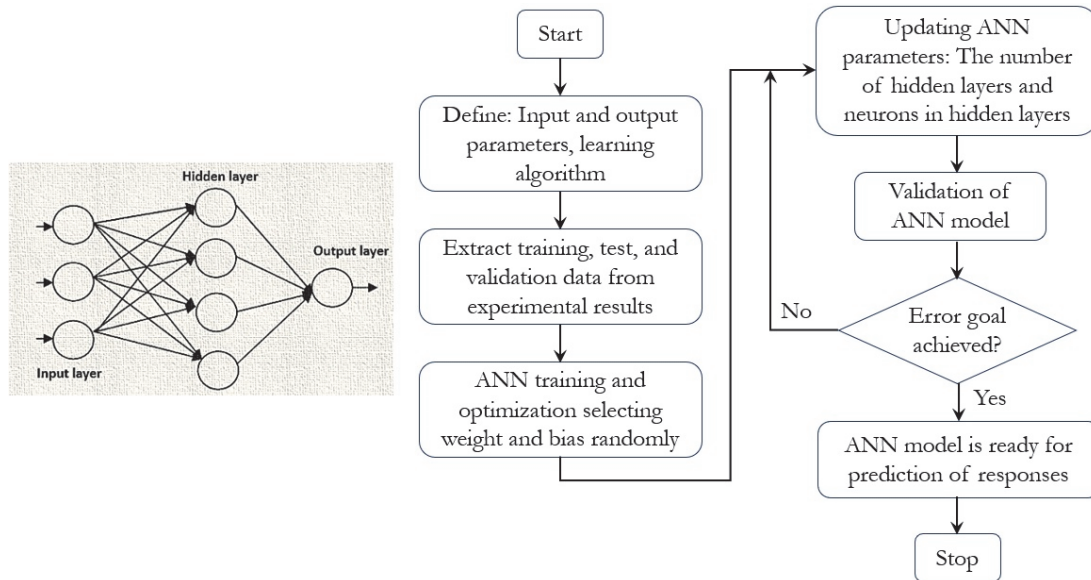 Hidden layer
Output layer
Input layer
Start
Define: Input and output
parameters, learning
algorithm
Extract training, test, and
validation data from
experimental results
ANN training and
optimization selecting
weight and bias randomly
Updating ANN
parameters: The number
of hidden layers and
neurons in hidden layers
Validation of
ANN model
Error goal
achieved?
No
Yes
ANN model is ready for
prediction of responses
Stop